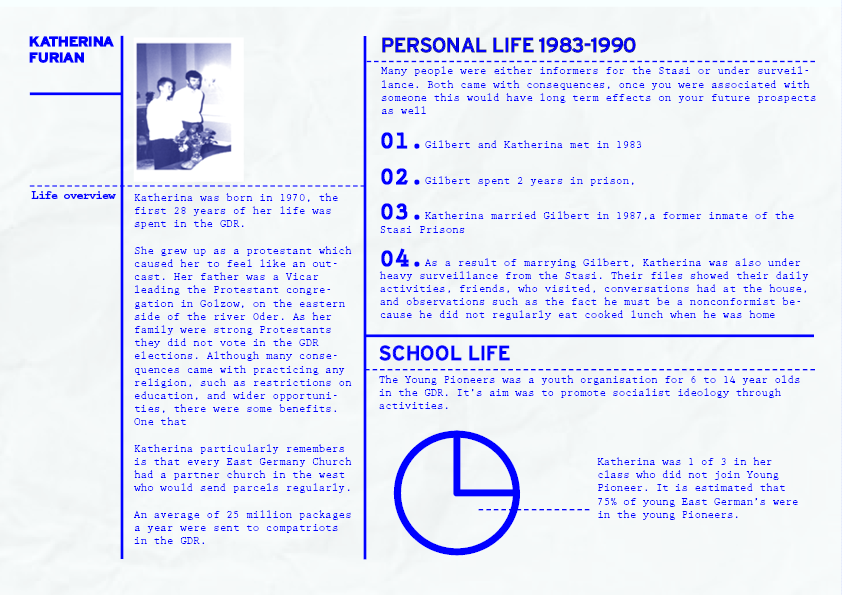 KATHERINA
FURIAN
Life overview
Katherina was born in 1970, the
first 28 years of her life was
spent in the GDR.
She grew up as a protestant which
caused her to feel like an out-
cast. Her father was a Vicar
leading the Protestant congre-
gation in Golzow, on the eastern
side of the river Oder. As her
family were strong Protestants
they did not vote in the GDR
elections. Although many conse-
quences came with practicing any
religion, such as restrictions on
education, and wider opportuni-
ties, there were some benefits.
One that
Katherina particularly remembers
is that every East Germany Church
had a partner church in the west
who would send parcels regularly.
An average of 25 million packages
a year were sent to compatriots
in the GDR.
PERSONAL LIFE 1983-1990
Many people were either informers for the Stasi or under surveil-
lance. Both came with consequences, once you were associated with
someone this would have long term effects on your future prospects
as well
01. Gilbert and Katherina met in 1983
02. Gilbert spent 2 years in prison,
03. Katherina married Gilbert in 1987,a former inmate of the
Stasi Prisons
04. As a result of marrying Gilbert, Katherina was also under
heavy surveillance from the Stasi. Their files showed their daily
activities, friends, who visited, conversations had at the house,
and observations such as the fact he must be a nonconformist be-
cause he did not regularly eat cooked lunch when he was home
SCHOOL LIFE
The Young Pioneers was a youth organisation for 6 to 14 year olds
in the GDR. It's aim was to promote socialist ideology through
activities.
Katherina was 1 of 3 in her
class who did not join Young
Pioneer. It is estimated that
75% of young East German's were
in the young Pioneers.